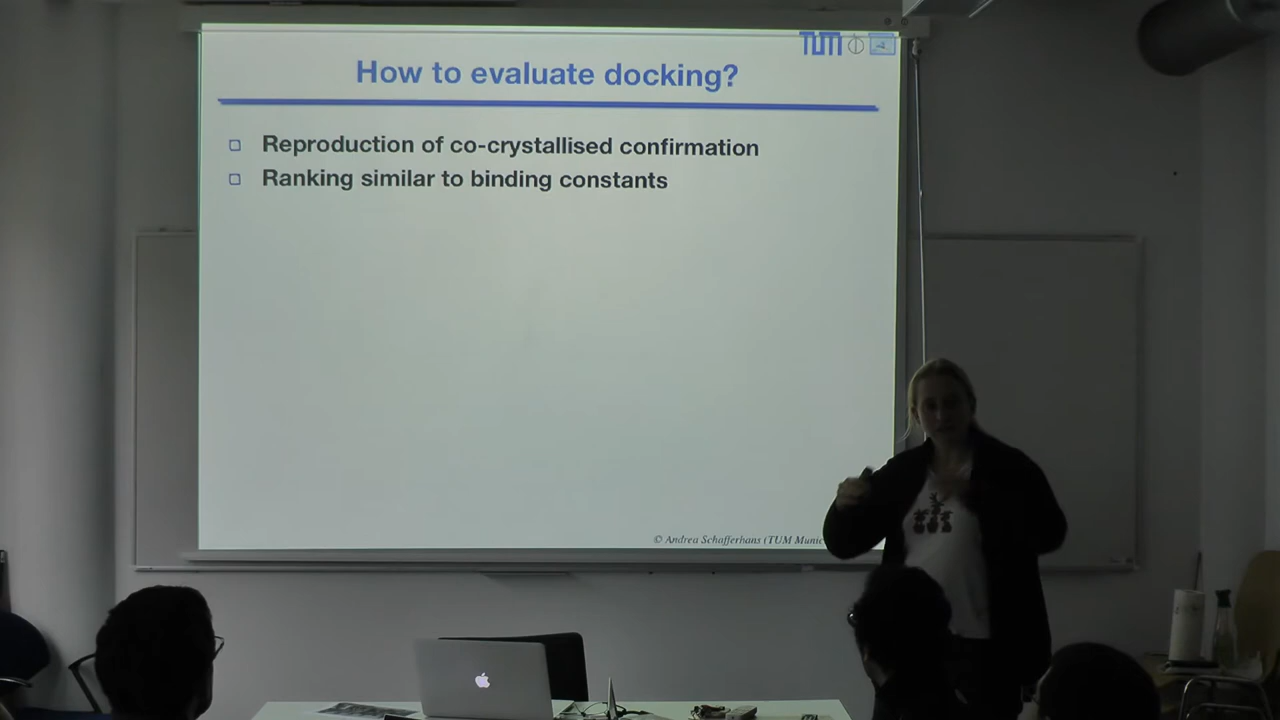 TUM
How to evaluate docking?
Reproduction of co-crystallised confirmation
Ranking similar to binding constants
© Andrea Schafferhans (TUM Munic